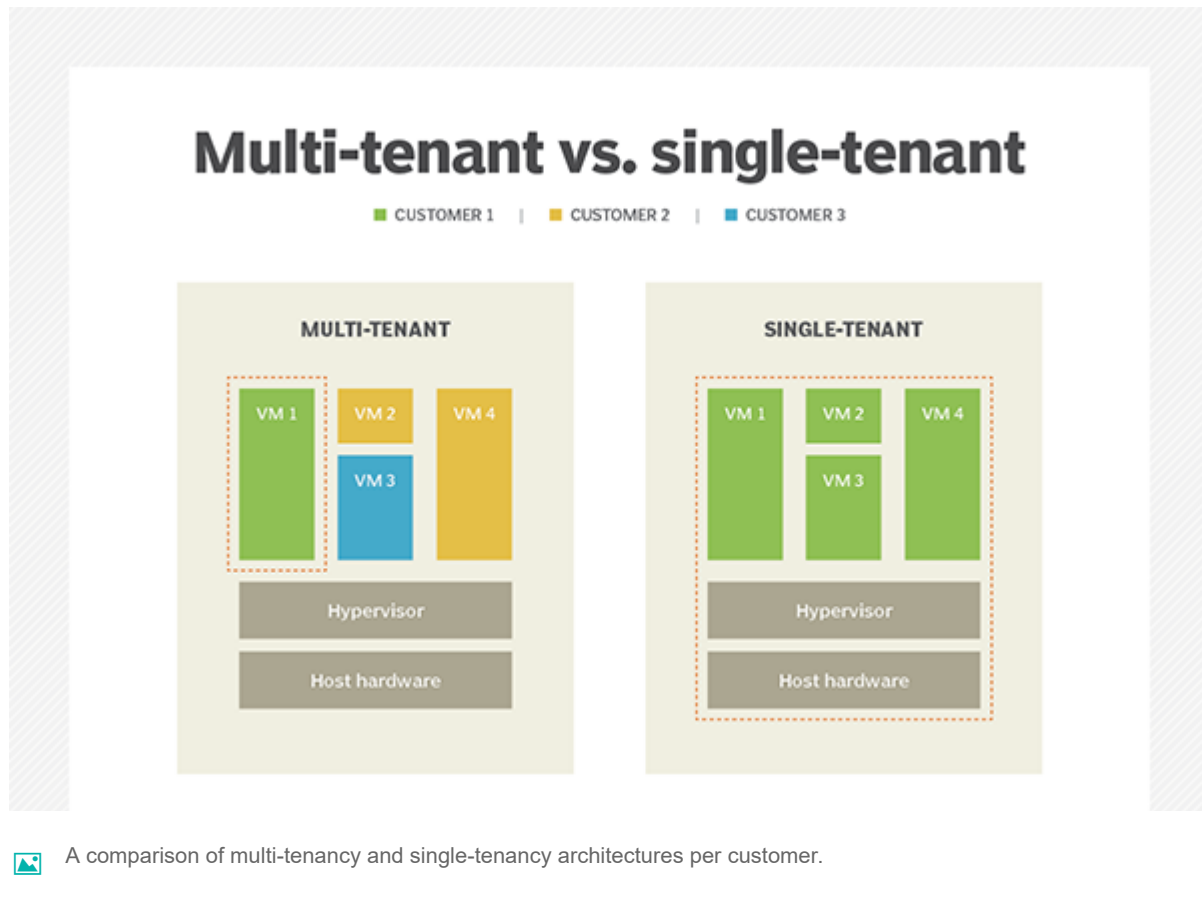 Multi-tenant vs. single-tenant
CUSTOMER 1 | CUSTOMER 2 | CUSTOMER 3
MULTI-TENANT
VM 1
VM 2
VM 4
VM 3
Hypervisor
Host hardware
SINGLE-TENANT
VM 1
VM 2
VM 4
VM 3
Hypervisor
Host hardware
A comparison of multi-tenancy and single-tenancy architectures per customer.